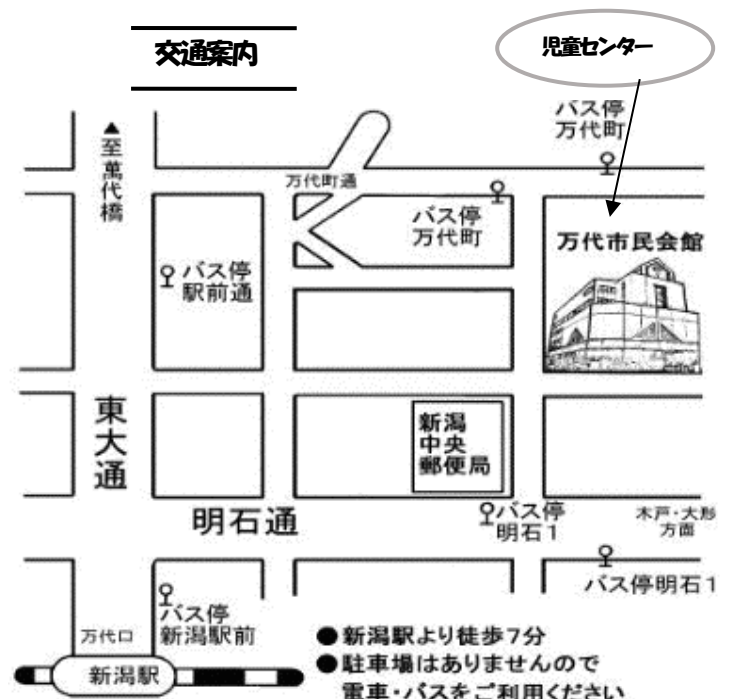 交通案内
児童センター
バス停
万代町
▲至萬代橋
万代町通
バス停
万代町
万代市民会館
バス停
駅前通
東大通
新潟
中央
郵便局
明石通
バス停
明石1
木戸・大形
方面
バス停明石1
バス停
新潟駅前
万代口
新潟駅
●新潟駅より徒歩7分
●駐車場はありませんので
電車・バスをご利用ください